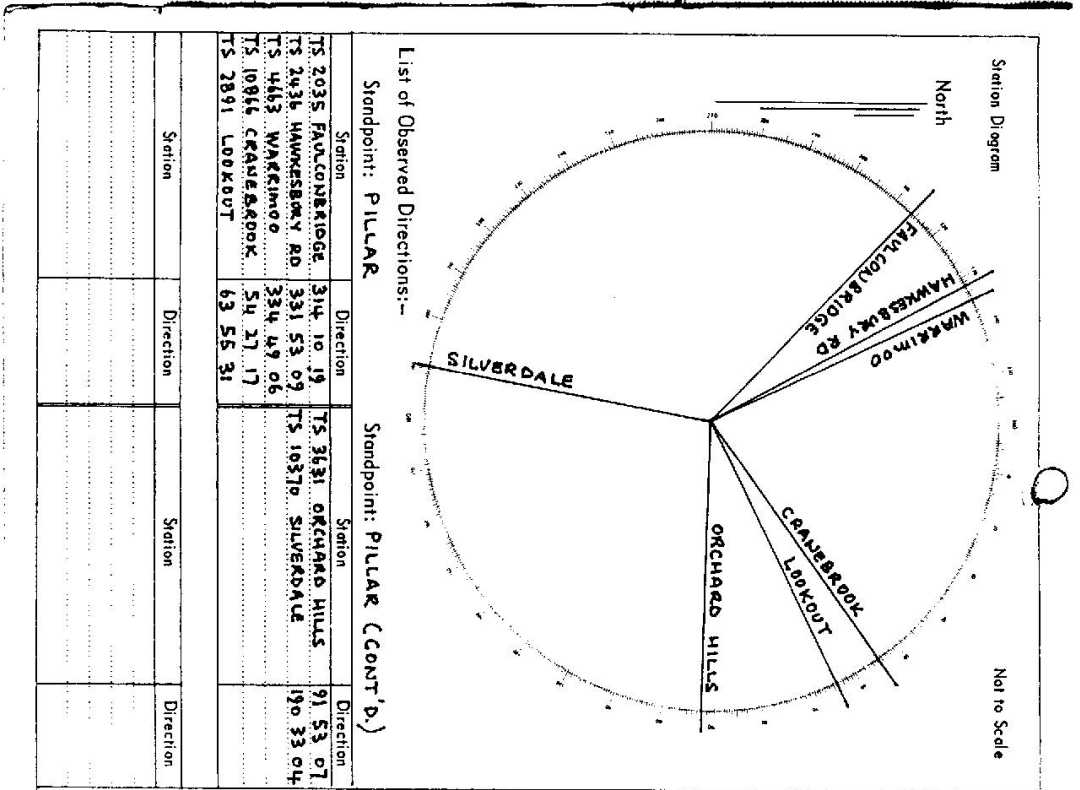 Station Diagram
Not to Scale
North
FAULCONBRIDGE
HAWKESBURY RD
WARRIMOO
CRANEBROOK
LOOKOUT
ORCHARD HILLS
SILVERDALE
List of Observed Directions:-
Standpoint: PILLAR
Standpoint: PILLAR (CONT'D.)
Station Direction Station Direction
TS 2035 FAULCONBRIDGE 314 10 19 TS 3631 ORCHARD HILLS 91 53 07
TS 2436 HAWKESBURY RD 331 53 09 TS 10370 SILVERDALE 190 33 04
TS 4663 WARRIMOO 334 49 06
TS 10866 CRANEBROOK 54 27 17
TS 2891 LOOKOUT 63 55 31
Station Direction Station Direction